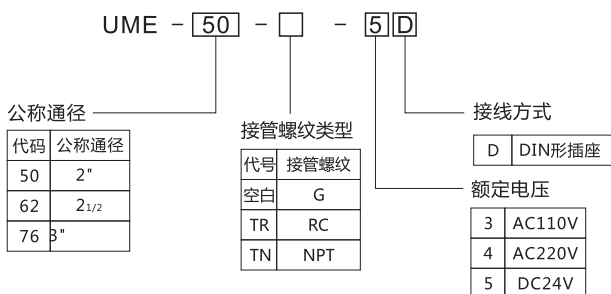 UME - 50 - □ - 5 D
公称通径
代码 公称通径
50 2"
62 21/2
76 3"
接管螺纹类型
代号 接管螺纹
空白 G
TR RC
TN NPT
接线方式
D DIN形插座
额定电压
3 AC110V
4 AC220V
5 DC24V